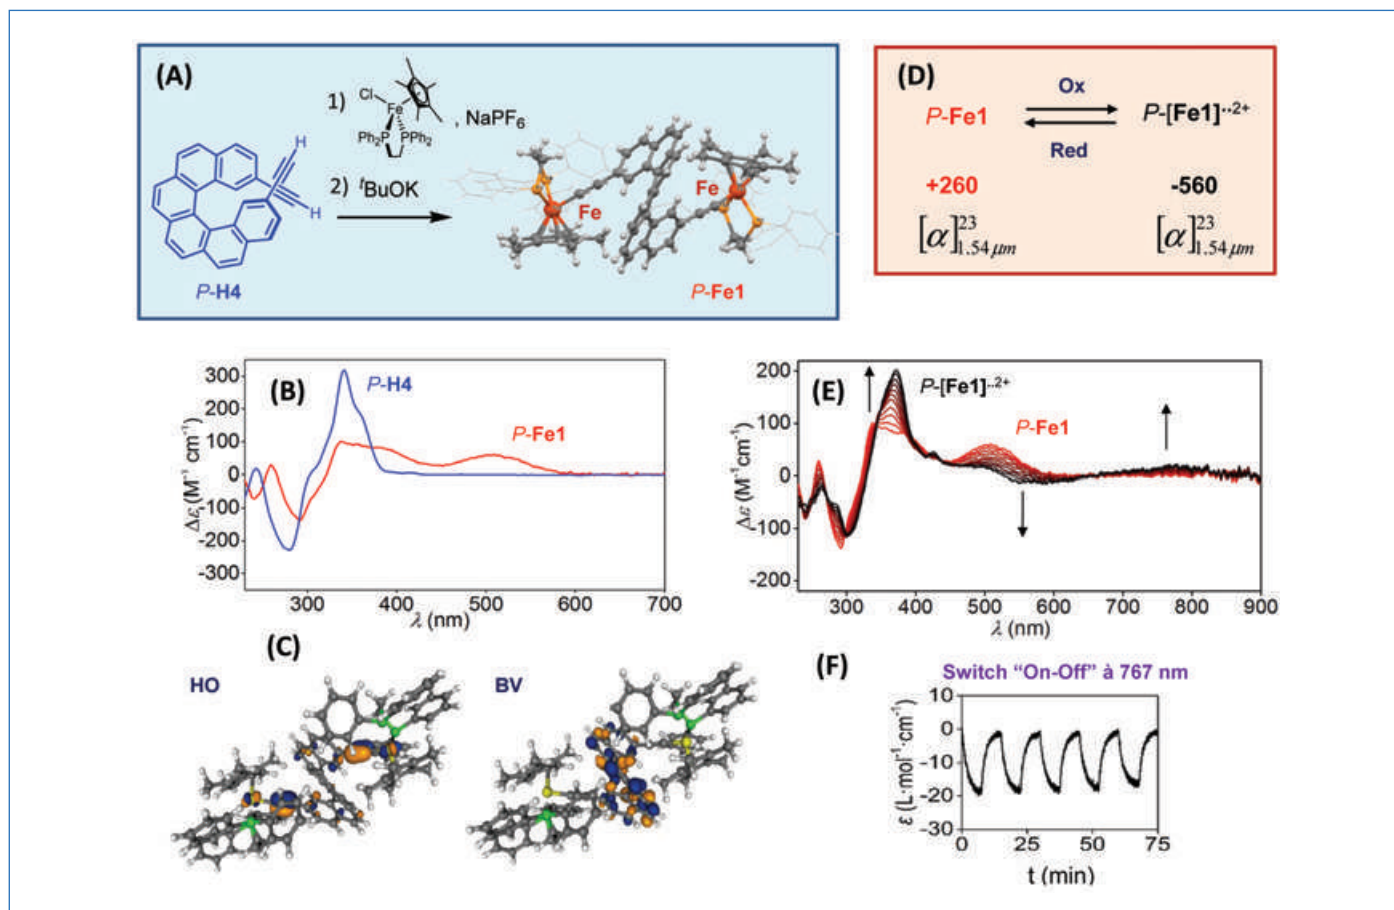 (A)
1)
Cl
Fe
Ph₂P
PPh₂
, NaPF₆
2) ᵗBuOK
H
H
P-H4
Fe
Fe
P-Fe1
(D)
P-Fe1
Ox
Red
P-[Fe1]¨²⁺
+260
-560
[α]²³₁,₅₄ μm
[α]²³₁,₅₄ μm
(B)
P-H4
P-Fe1
Δε (M⁻¹ cm⁻¹)
300
200
100
0
-100
-200
-300
300 400 500 600 700
λ (nm)
(E)
P-[Fe1]..²⁺
P-Fe1
Δε (M⁻¹ cm⁻¹)
200
100
0
-100
-200
300 400 500 600 700 800 900
λ (nm)
(C)
HO
BV
(F)
Switch “On-Off” à 767 nm
ε (L·mol⁻¹·cm⁻¹)
10
0
-10
-20
-30
0 25 50 75
t (min)